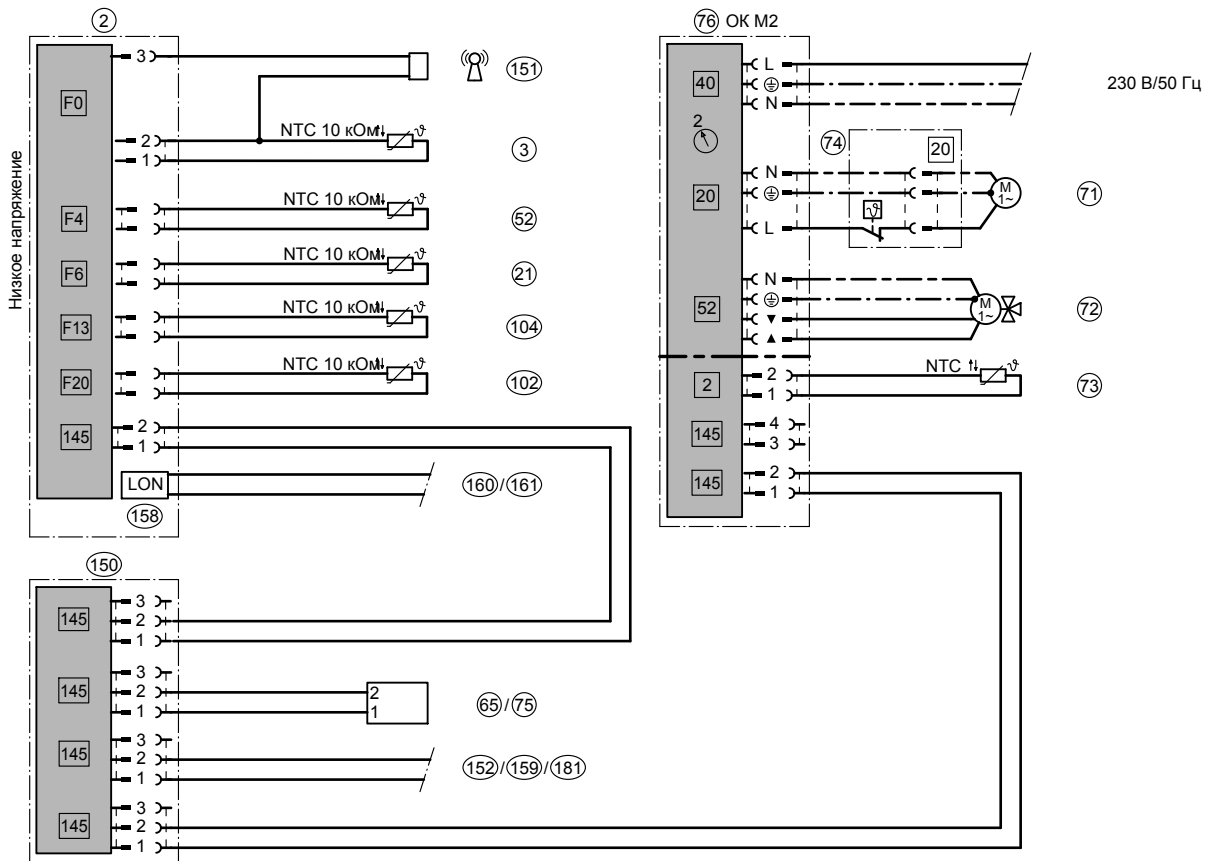 2
Низкое напряжение
3
151
F0
2
1
NTC 10 кОм
ϑ
3
F4
NTC 10 кОм
ϑ
52
F6
NTC 10 кОм
ϑ
21
F13
NTC 10 кОм
ϑ
104
F20
NTC 10 кОм
ϑ
102
145
2
1
LON
158
160/161
150
145
3
2
1
145
3
2
1
2
1
65/75
145
3
2
1
152/159/181
145
3
2
1
76 ОК М2
40
L
N
230 В/50 Гц
2
74
20
20
N
L
ϑ
M
1~
71
52
N
M
1~
72
2
2
1
NTC
ϑ
73
145
4
3
145
2
1